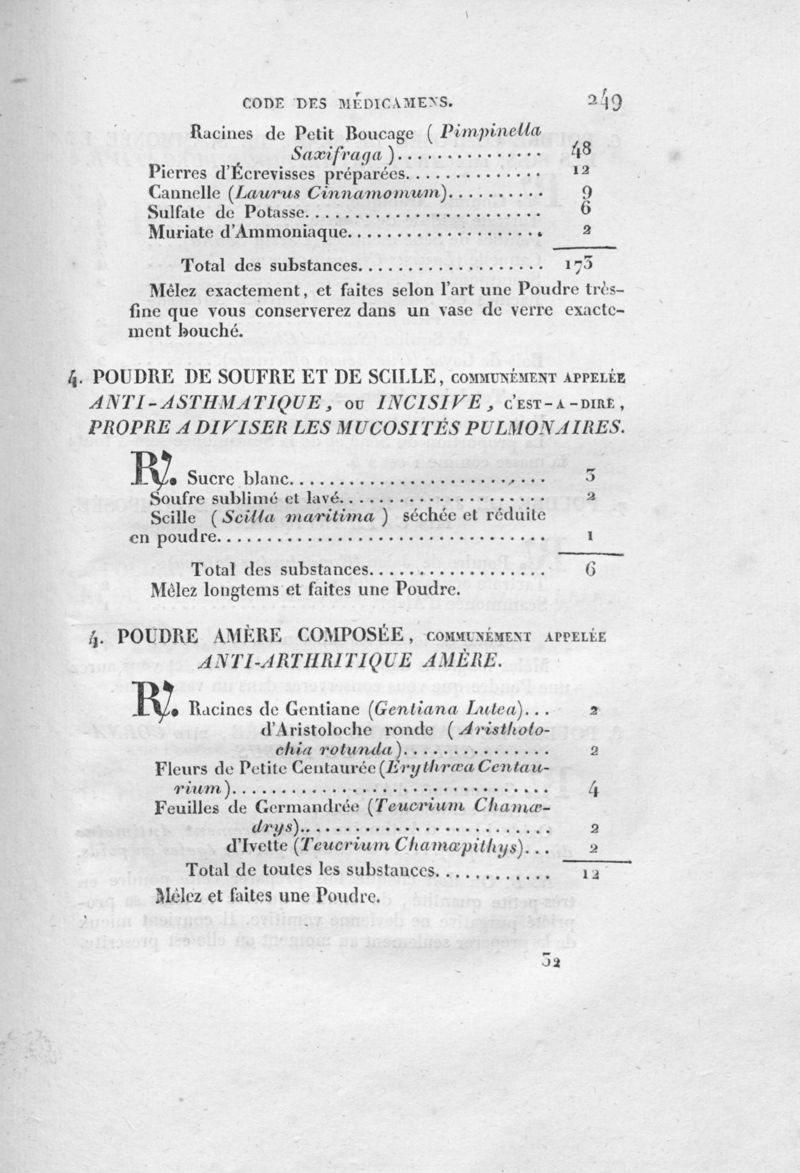 CODE DES MÉDICAMENS. 249
Racines de Petit Boucage ( Pimpinella
Saxifraga )............... 48
Pierres d'Écrevisses préparées.............. 12
Cannelle (Laurus Cinnamomum).......... 9
Sulfate de Potasse........................ 6
Muriate d'Ammoniaque.................... 2
Total des substances................... 173
Mêlez exactement, et faites selon l'art une Poudre très-
fine que vous conserverez dans un vase de verre exacte-
ment bouché.
4. POUDRE DE SOUFRE ET DE SCILLE, COMMUNÉMENT APPELÉE
ANTI-ASTHMATIQUE, OU INCISIVE, C'EST-A-DIRE,
PROPRE A DIVISER LES MUCOSITÉS PULMONAIRES.
℞. Sucre blanc.......................... 3
Soufre sublimé et lavé..................... 2
Scille ( Scilla maritima ) séchée et réduite
en poudre................................. 1
Total des substances.................. 6
Mêlez longtems et faites une Poudre.
4. POUDRE AMÈRE COMPOSÉE, COMMUNÉMENT APPELÉE
ANTI-ARTHRITIQUE AMÈRE.
℞. Racines de Gentiane (Gentiana Lutea)... 2
d'Aristoloche ronde ( Aristholo-
chia rotunda)............... 2
Fleurs de Petite Centaurée (Erythræa Centau-
rium)................................ 4
Feuilles de Germandrée (Teucrium Chamæ-
drys).......................... 2
d'Ivette (Teucrium Chamæpithys)... 2
Total de toutes les substances............ 12
Mêlez et faites une Poudre.
32